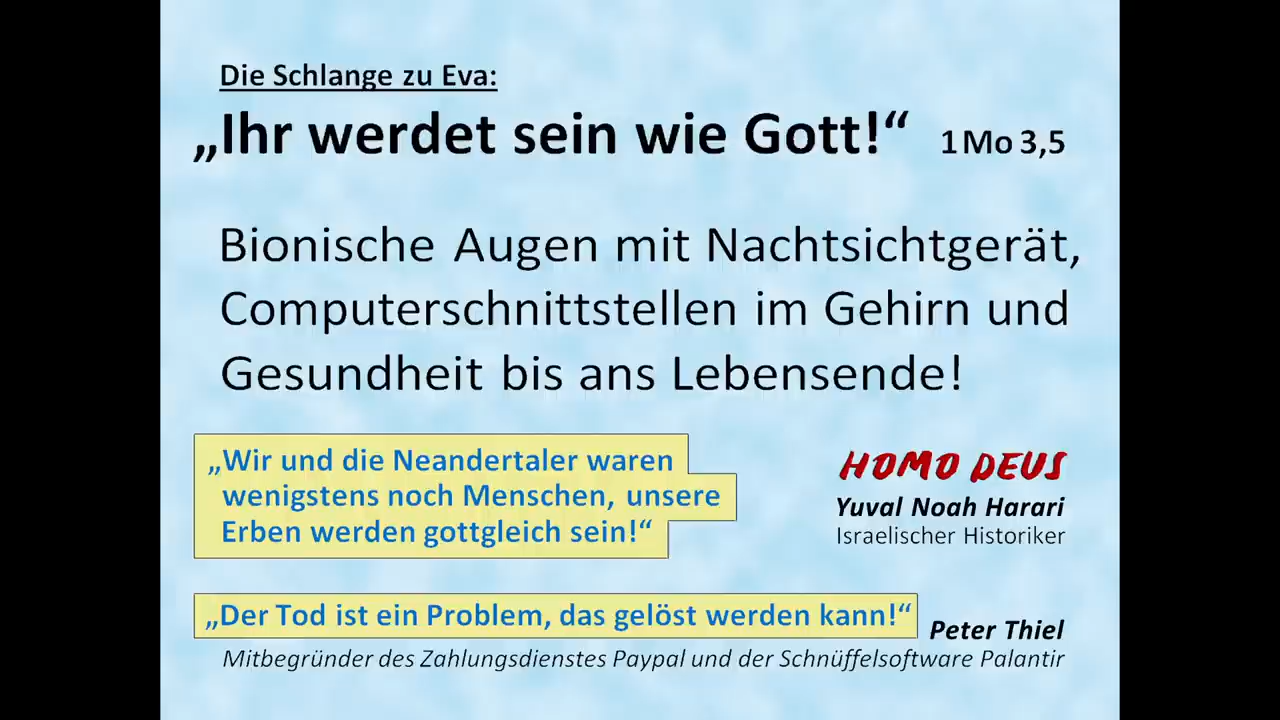 Die Schlange zu Eva:
„Ihr werdet sein wie Gott!“ 1 Mo 3,5
Bionische Augen mit Nachtsichtgerät,
Computerschnittstellen im Gehirn und
Gesundheit bis ans Lebensende!
„Wir und die Neandertaler waren
wenigstens noch Menschen, unsere
Erben werden gottgleich sein!“
HOMO DEUS
Yuval Noah Harari
Israelischer Historiker
„Der Tod ist ein Problem, das gelöst werden kann!“
Peter Thiel
Mitbegründer des Zahlungsdienstes Paypal und der Schnüffelsoftware Palantir